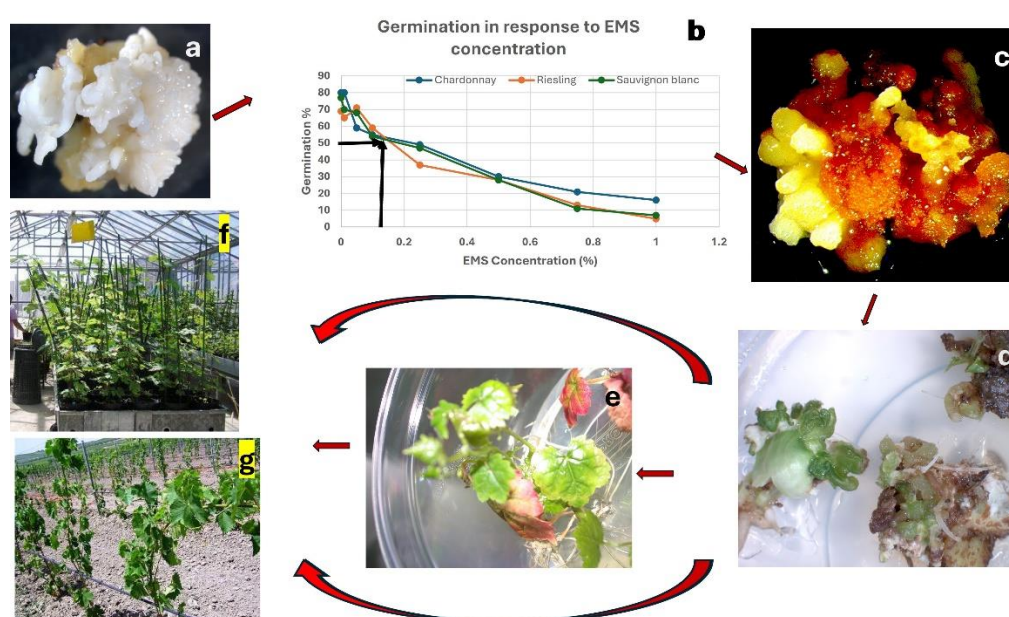 a
Germination in response to EMS
concentration
b
Chardonnay Riesling Sauvignon blanc
90
80
70
60
50
40
30
20
10
0
Germination %
0 0.2 0.4 0.6 0.8 1 1.2
EMS Concentration (%)
c
d
e
f
g